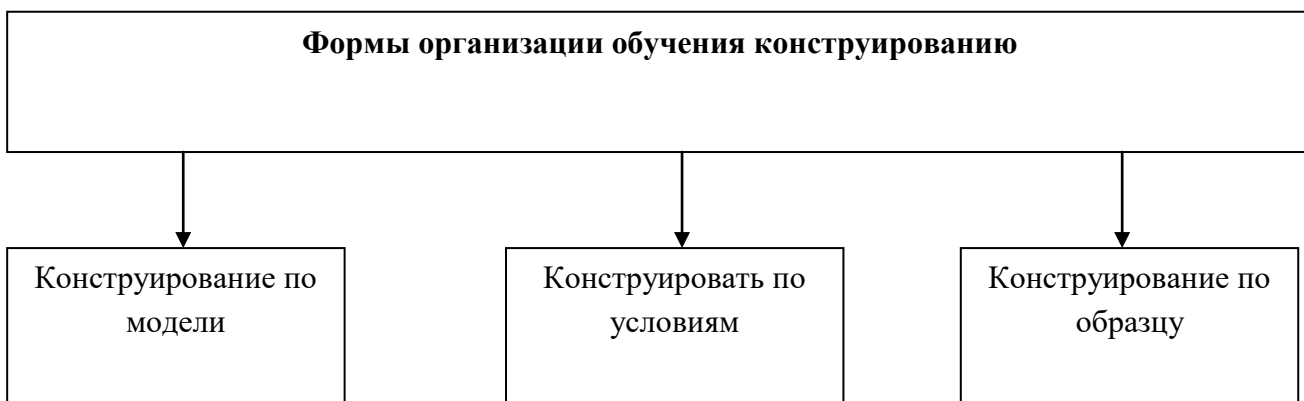 Формы организации обучения конструированию
Конструирование по
модели
Конструировать по
условиям
Конструирование по
образцу